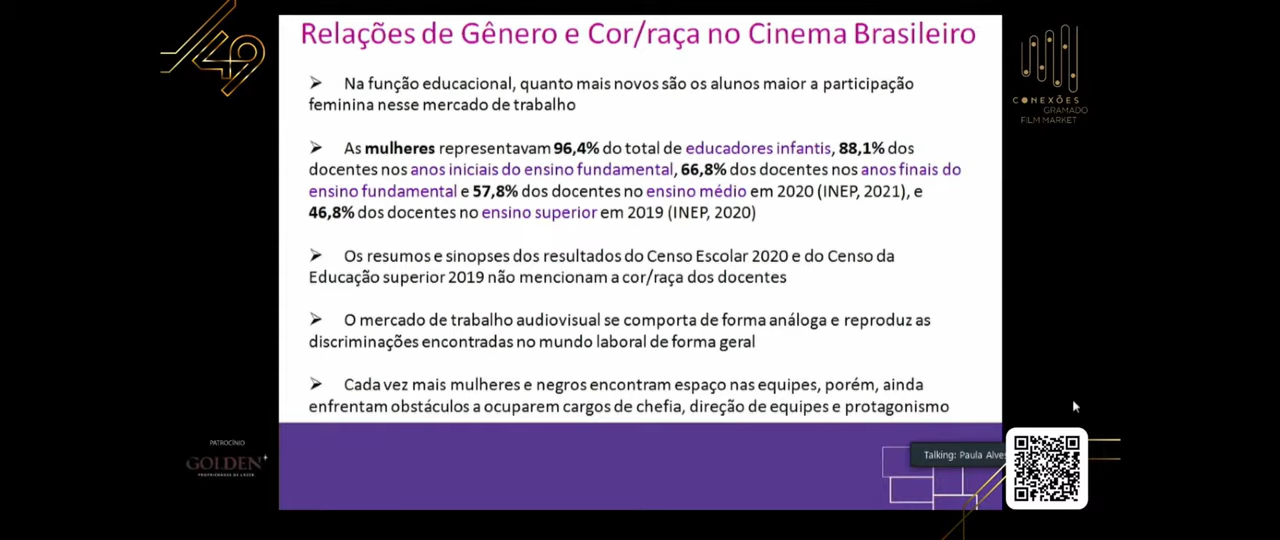 Relações de Gênero e Cor/raça no Cinema Brasileiro
49
CONEXÕES
GRAMADO
FILM MARKET
➢ Na função educacional, quanto mais novos são os alunos maior a participação
feminina nesse mercado de trabalho
➢ As mulheres representavam 96,4% do total de educadores infantis, 88,1% dos
docentes nos anos iniciais do ensino fundamental, 66,8% dos docentes nos anos finais do
ensino fundamental e 57,8% dos docentes no ensino médio em 2020 (INEP, 2021), e
46,8% dos docentes no ensino superior em 2019 (INEP, 2020)
➢ Os resumos e sinopses dos resultados do Censo Escolar 2020 e do Censo da
Educação superior 2019 não mencionam a cor/raça dos docentes
➢ O mercado de trabalho audiovisual se comporta de forma análoga e reproduz as
discriminações encontradas no mundo laboral de forma geral
➢ Cada vez mais mulheres e negros encontram espaço nas equipes, porém, ainda
enfrentam obstáculos a ocuparem cargos de chefia, direção de equipes e protagonismo
PATROCÍNIO
GOLDEN
PROPRIEDADES DE LAZER
Talking: Paula Alves